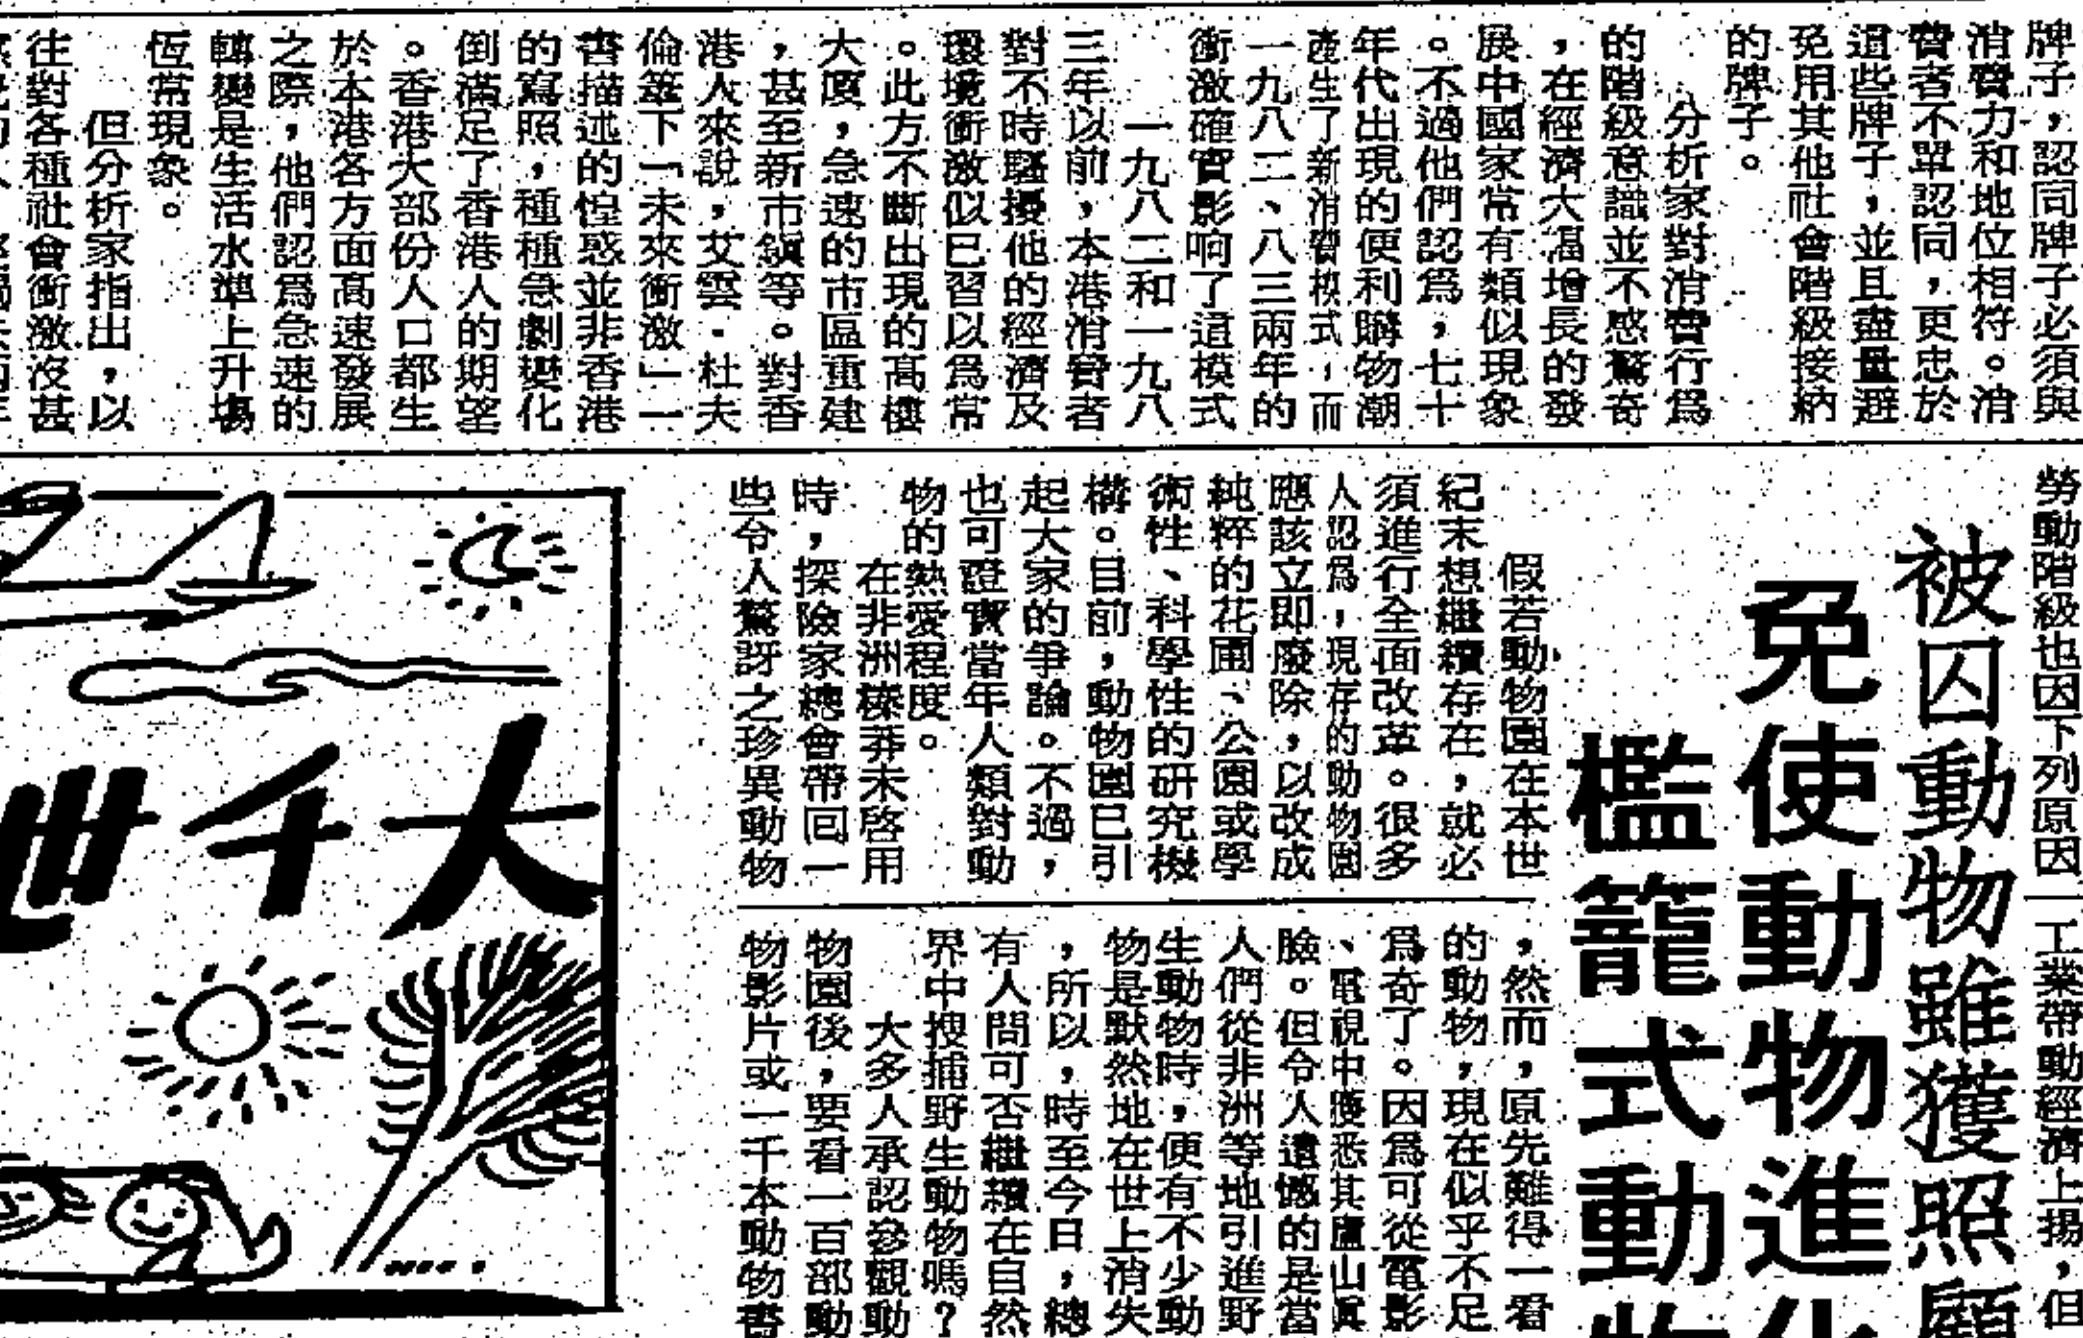 牌子，認同牌子必須與
消費力和地位相符。消
費者不單認同，更忠於
這些牌子，並且盡量避
免用其他社會階級接納
的牌子。
分析家對消費行爲
的階級意識並不感驚奇
，在經濟大幅增長的發
展中國家常有類似現象
。不過他們認爲，七十
年代出現的便利購物潮
產生了新消費模式，而
一九八二、八三兩年的
衝激確實影响了這模式
一九八二和一九八
三年以前，本港消費者
對不時騷擾他的經濟及
環境衝激似已習以爲常
。此方不斷出現的高樓
大厦，急速的市區重建
，甚至新市鎭等。對香
港人來說，艾雲．杜夫
倫筆下「未來衝激」一
書描述的惶惑並非香港
的寫照，種種急劇變化
倒滿足了香港人的期望
。香港大部份人口都生
於本港各方面高速發展
之際，他們認爲急速的
轉變是生活水準上升塲
恆常現象。
但分析家指出，以
往對各種社會衝激沒甚
勞動階級也因下列原因
工業帶動經濟上揚，但
被囚動物雖獲照顧
免使動物進化
檻籠式動物
假若動物園在本世
紀末想繼續存在，就必
須進行全面改革。很多
人認爲，現存的動物園
應該立即廢除，以改成
純粹的花圃、公園或學
術性、科學性的研究機
構。目前，動物園已引
起大家的爭論。不過，
也可證實當年人類對動
物的熱愛程度。
在非洲榛莽未啓用
時，探險家總會帶回一
些令人驚訝之珍異動物
，然而，原先難得一看
的動物，現在似乎不足
爲奇了。因爲可從電影
、電視中獲悉其廬山眞
臉。但令人遺憾的是當
人們從非洲等地引進野
生動物時，便有不少動
物是默然地在世上消失
，所以，時至今日，總
有人問可否繼續在自然
界中搜捕野生動物嗎？
大多人承認參觀動
物園後，要看一百部動
物影片或一千本動物書
大千世